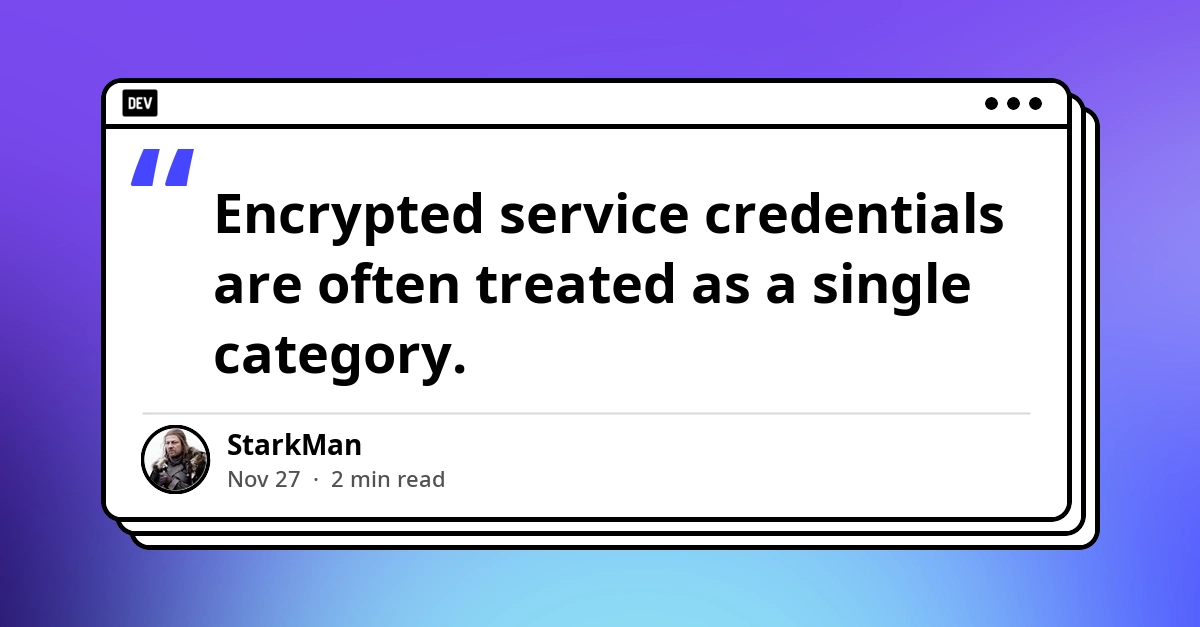 DEV
“
Encrypted service credentials
are often treated as a single
category.
StarkMan
Nov 27 · 2 min read